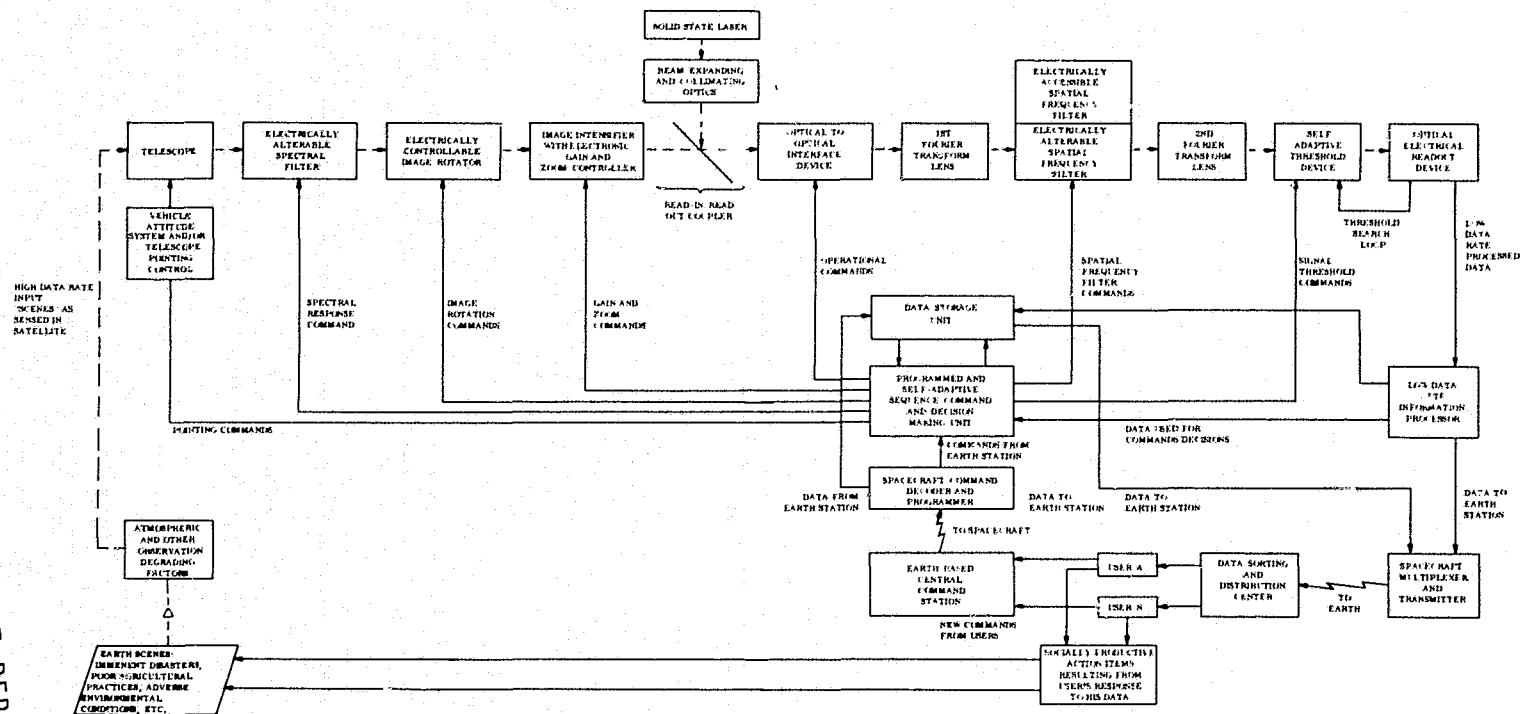 SOLID STATE LASER
BEAM EXPANDING
AND COLLIMATING
OPTICS
TELESCOPE
ELECTRICALLY
ALTERABLE
SPECTRAL
FILTER
ELECTRICALLY
CONTROLLABLE
IMAGE ROTATOR
IMAGE INTENSIFIER
WITH ELECTRONIC
GAIN AND
ZOOM CONTROLLER
READ-IN READ
OUT COUPLER
OPTICAL TO
OPTICAL
INTERFACE
DEVICE
1ST
FOURIER
TRANSFORM
LENS
ELECTRICALLY
ACCESSIBLE
SPATIAL
FREQUENCY
FILTER
ELECTRICALLY
ALTERABLE
SPATIAL
FREQUENCY
FILTER
2ND
FOURIER
TRANSFORM
LENS
SELF
ADAPTIVE
THRESHOLD
DEVICE
OPTICAL
ELECTRICAL
READOUT
DEVICE
VEHICLE
ATTITUDE
SYSTEM AND/OR
TELESCOPE
POINTING
CONTROL
THRESHOLD
SEARCH
LOOP
LOW
DATA
RATE
PROCESSED
DATA
HIGH DATA RATE
INPUT
"SCENES" AS
SENSED IN
SATELLITE
SPECTRAL
RESPONSE
COMMAND
IMAGE
ROTATION
COMMANDS
GAIN AND
ZOOM
COMMANDS
OPERATIONAL
COMMANDS
SPATIAL
FREQUENCY
FILTER
COMMANDS
SIGNAL
THRESHOLD
COMMANDS
DATA STORAGE
UNIT
PROGRAMMED AND
SELF-ADAPTIVE
SEQUENCE COMMAND
AND DECISION
MAKING UNIT
LOW DATA
RATE
INFORMATION
PROCESSOR
POINTING COMMANDS
DATA USED FOR
COMMANDS DECISIONS
COMMANDS FROM
EARTH STATION
SPACECRAFT COMMAND
DECODER AND
PROGRAMMER
DATA FROM
EARTH STATION
DATA TO
EARTH STATION
DATA TO
EARTH STATION
DATA TO
EARTH
STATION
TO SPACECRAFT
ATMOSPHERIC
AND OTHER
OBSERVATION
DEGRADING
FACTORS
EARTH BASED
CENTRAL
COMMAND
STATION
USER A
USER N
DATA SORTING
AND
DISTRIBUTION
CENTER
TO
EARTH
SPACECRAFT
MULTIPLEXER
AND
TRANSMITTER
NEW COMMANDS
FROM USERS
EARTH SCENES:
IMMENENT DISASTERS,
POOR AGRICULTURAL
PRACTICES, ADVERSE
ENVIRONMENTAL
CONDITIONS, ETC.
SOCIALLY PRODUCTIVE
ACTION ITEMS
RESULTING FROM
USER'S RESPONSE
TO HIS DATA